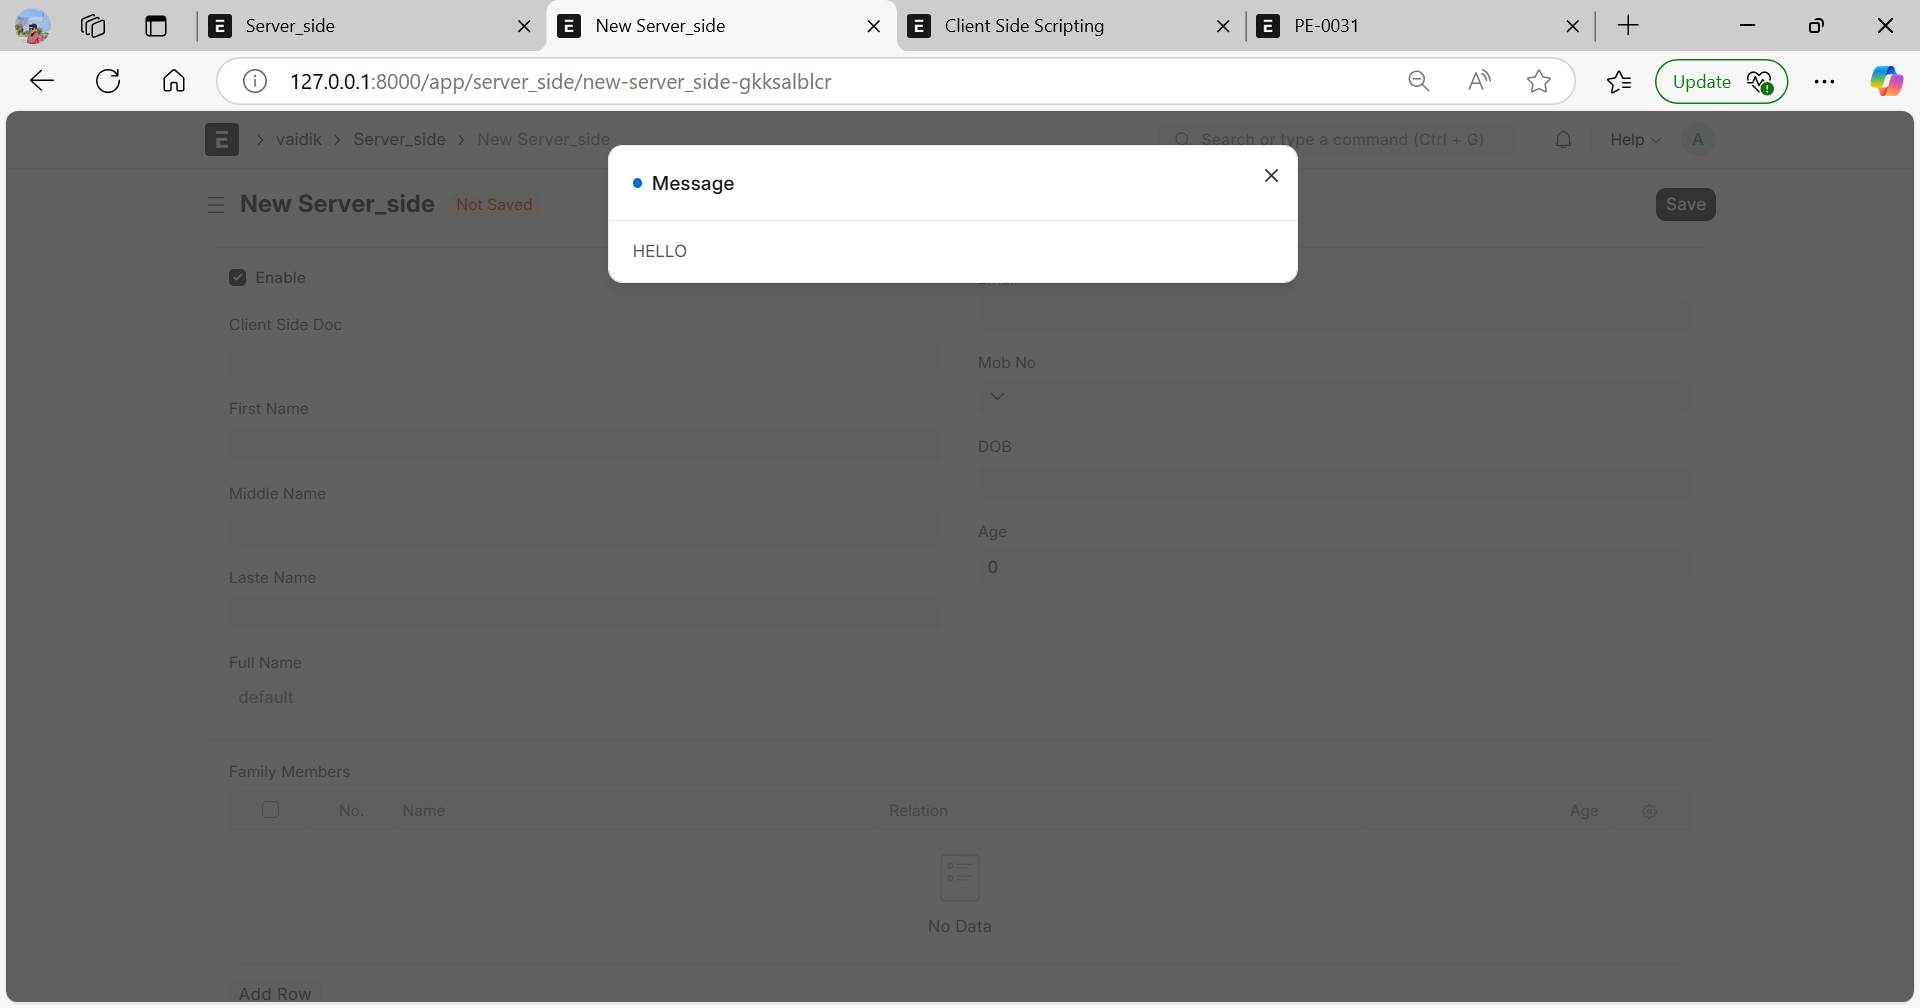 Server_side
New Server_side
Client Side Scripting
PE-0031
127.0.0.1:8000/app/server_side/new-server_side-gkksalblcr
Update
E > vaidik > Server_side > New Server_side
Search or type a command (Ctrl + G)
Help
A
New Server_side
Not Saved
Save
Message
HELLO
Enable
Client Side Doc
First Name
Middle Name
Laste Name
Full Name
default
Mob No
DOB
Age
0
Family Members
No.
Name
Relation
Age
No Data
Add Row